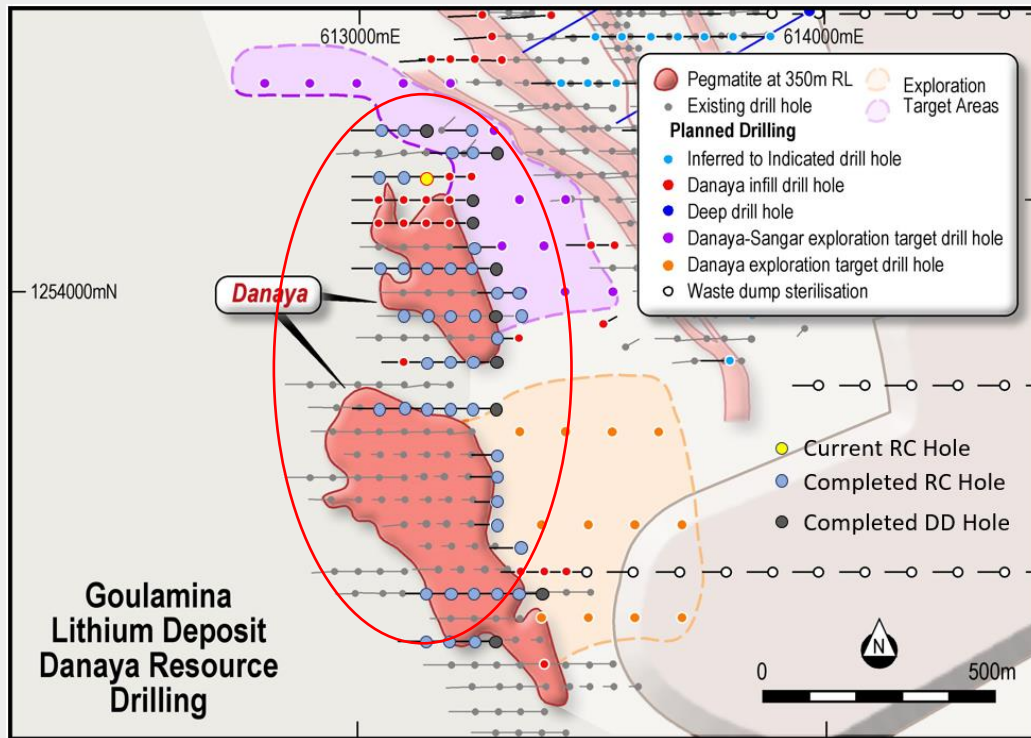 613000mE
614000mE
Pegmatite at 350m RL
Exploration
Target Areas
Existing drill hole
Planned Drilling
Inferred to Indicated drill hole
Danaya infill drill hole
Deep drill hole
Danaya-Sangar exploration target drill hole
Danaya exploration target drill hole
Waste dump sterilisation
1254000mN
Danaya
Current RC Hole
Completed RC Hole
Completed DD Hole
Goulamina
Lithium Deposit
Danaya Resource
Drilling
N
0
500m